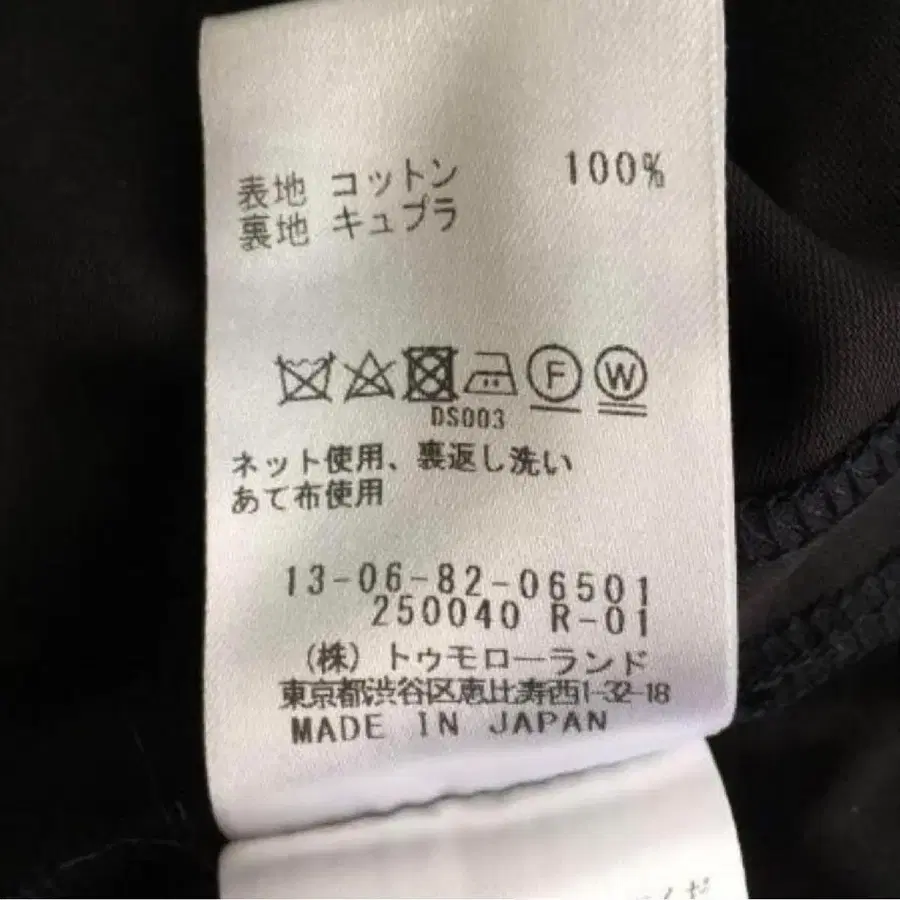 表地 コットン 100%
裏地 キュプラ
F W
DS003
ネット使用、裏返し洗い
あて布使用
13-06-82-06501
250040 R-01
(株) トゥモローランド
東京都渋谷区恵比寿西1-32-18
MADE IN JAPAN
くだ